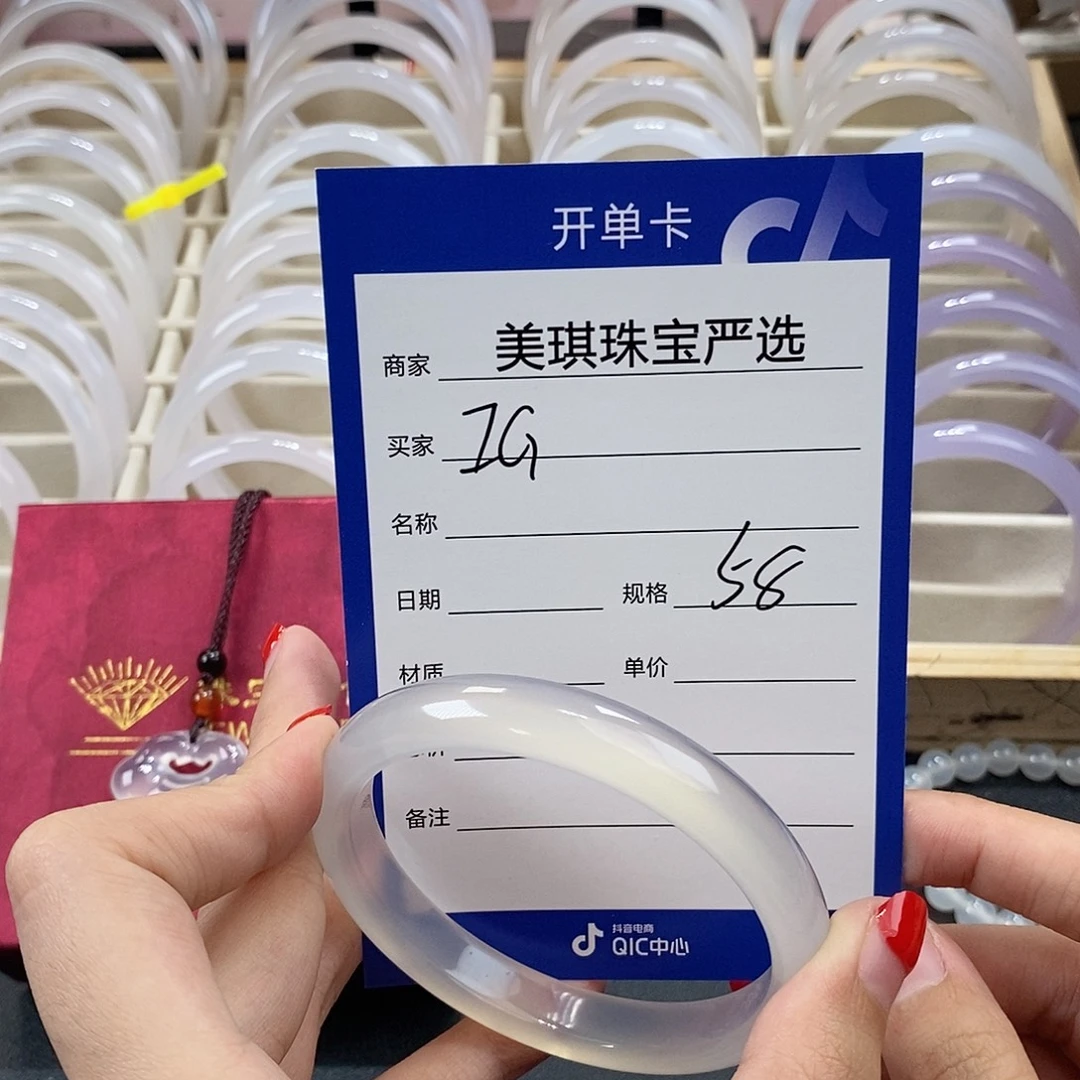 开单卡
商家 美琪珠宝严选
买家 IG
名称
日期 规格 58
材质 单价
备注
抖音电商
QIC中心